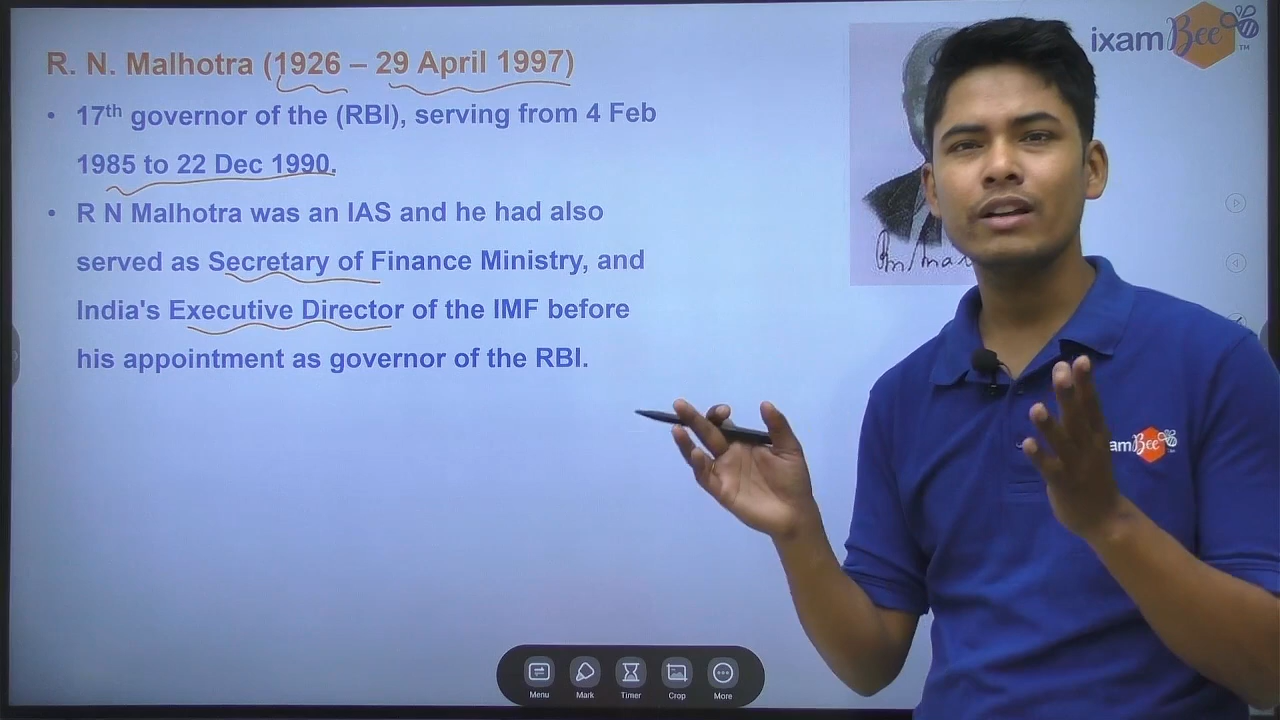 R. N. Malhotra (1926 – 29 April 1997)
ixamBee™
• 17th governor of the (RBI), serving from 4 Feb
1985 to 22 Dec 1990.
• R N Malhotra was an IAS and he had also
served as Secretary of Finance Ministry, and
India's Executive Director of the IMF before
his appointment as governor of the RBI.
amBee
Menu Mark Timer Crop More